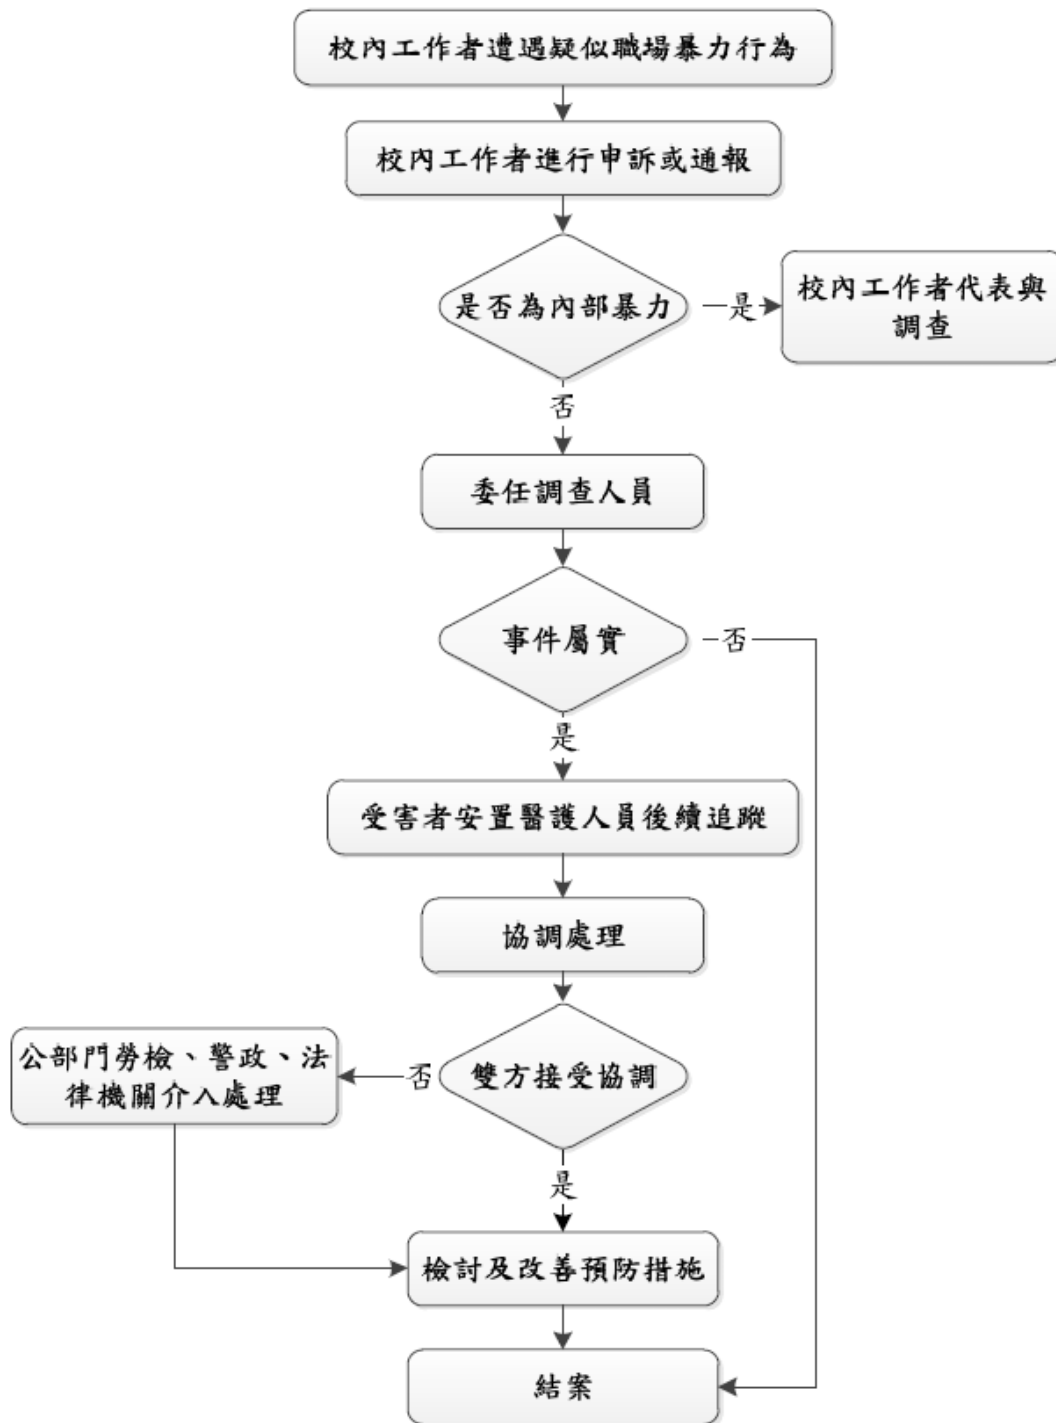 校內工作者遭遇疑似職場暴力行為
校內工作者進行申訴或通報
是否為內部暴力
是
校內工作者代表與
調查
否
委任調查人員
事件屬實
否
是
受害者安置醫護人員後續追蹤
協調處理
雙方接受協調
否
公部門勞檢、警政、法
律機關介入處理
是
檢討及改善預防措施
結案